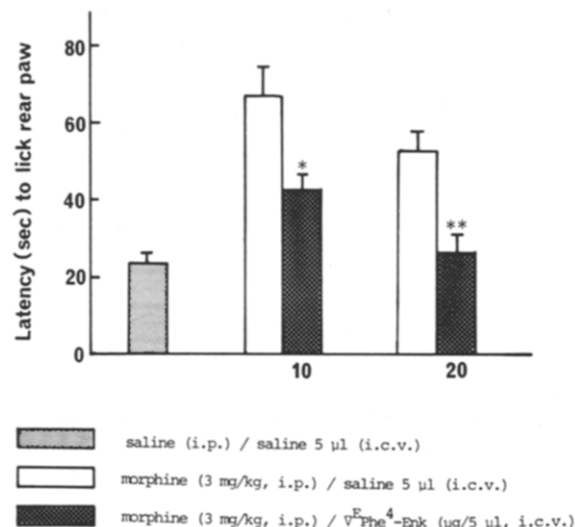 Latency (sec) to lick rear paw
80
60
40
20
0
*
**
10
20
saline (i.p.) / saline 5 μl (i.c.v.)
morphine (3 mg/kg, i.p.) / saline 5 μl (i.c.v.)
morphine (3 mg/kg, i.p.) / ∇ᴱPhe⁴-Enk (μg/5 μl, i.c.v.)